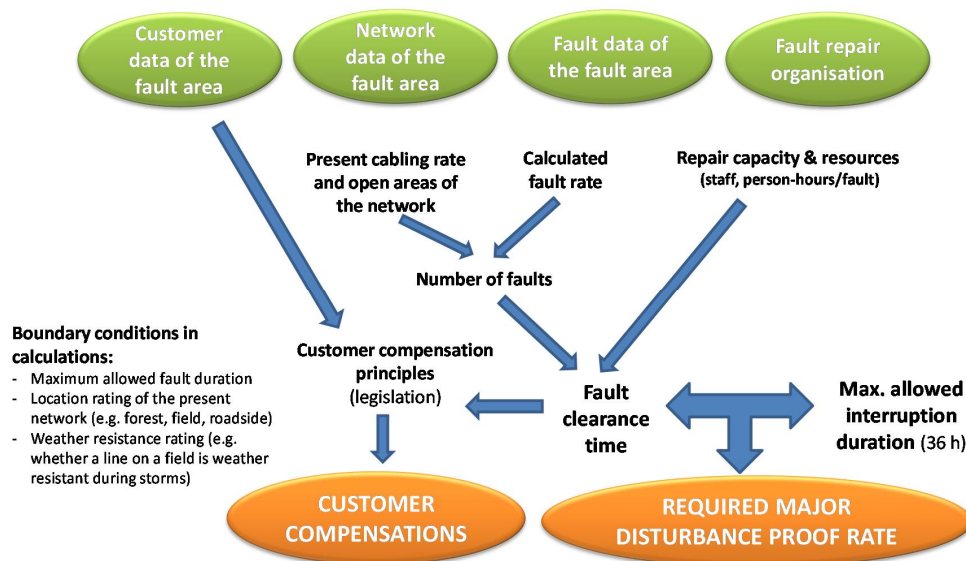 Customer
data of the
fault area
Network
data of the
fault area
Fault data of
the fault area
Fault repair
organisation
Present cabling rate
and open areas of
the network
Calculated
fault rate
Repair capacity & resources
(staff, person-hours/fault)
Number of faults
Boundary conditions in
calculations:
- Maximum allowed fault duration
- Location rating of the present
network (e.g. forest, field, roadside)
- Weather resistance rating (e.g.
whether a line on a field is weather
resistant during storms)
Customer compensation
principles
(legislation)
Fault
clearance
time
Max. allowed
interruption
duration (36 h)
CUSTOMER
COMPENSATIONS
REQUIRED MAJOR
DISTURBANCE PROOF RATE